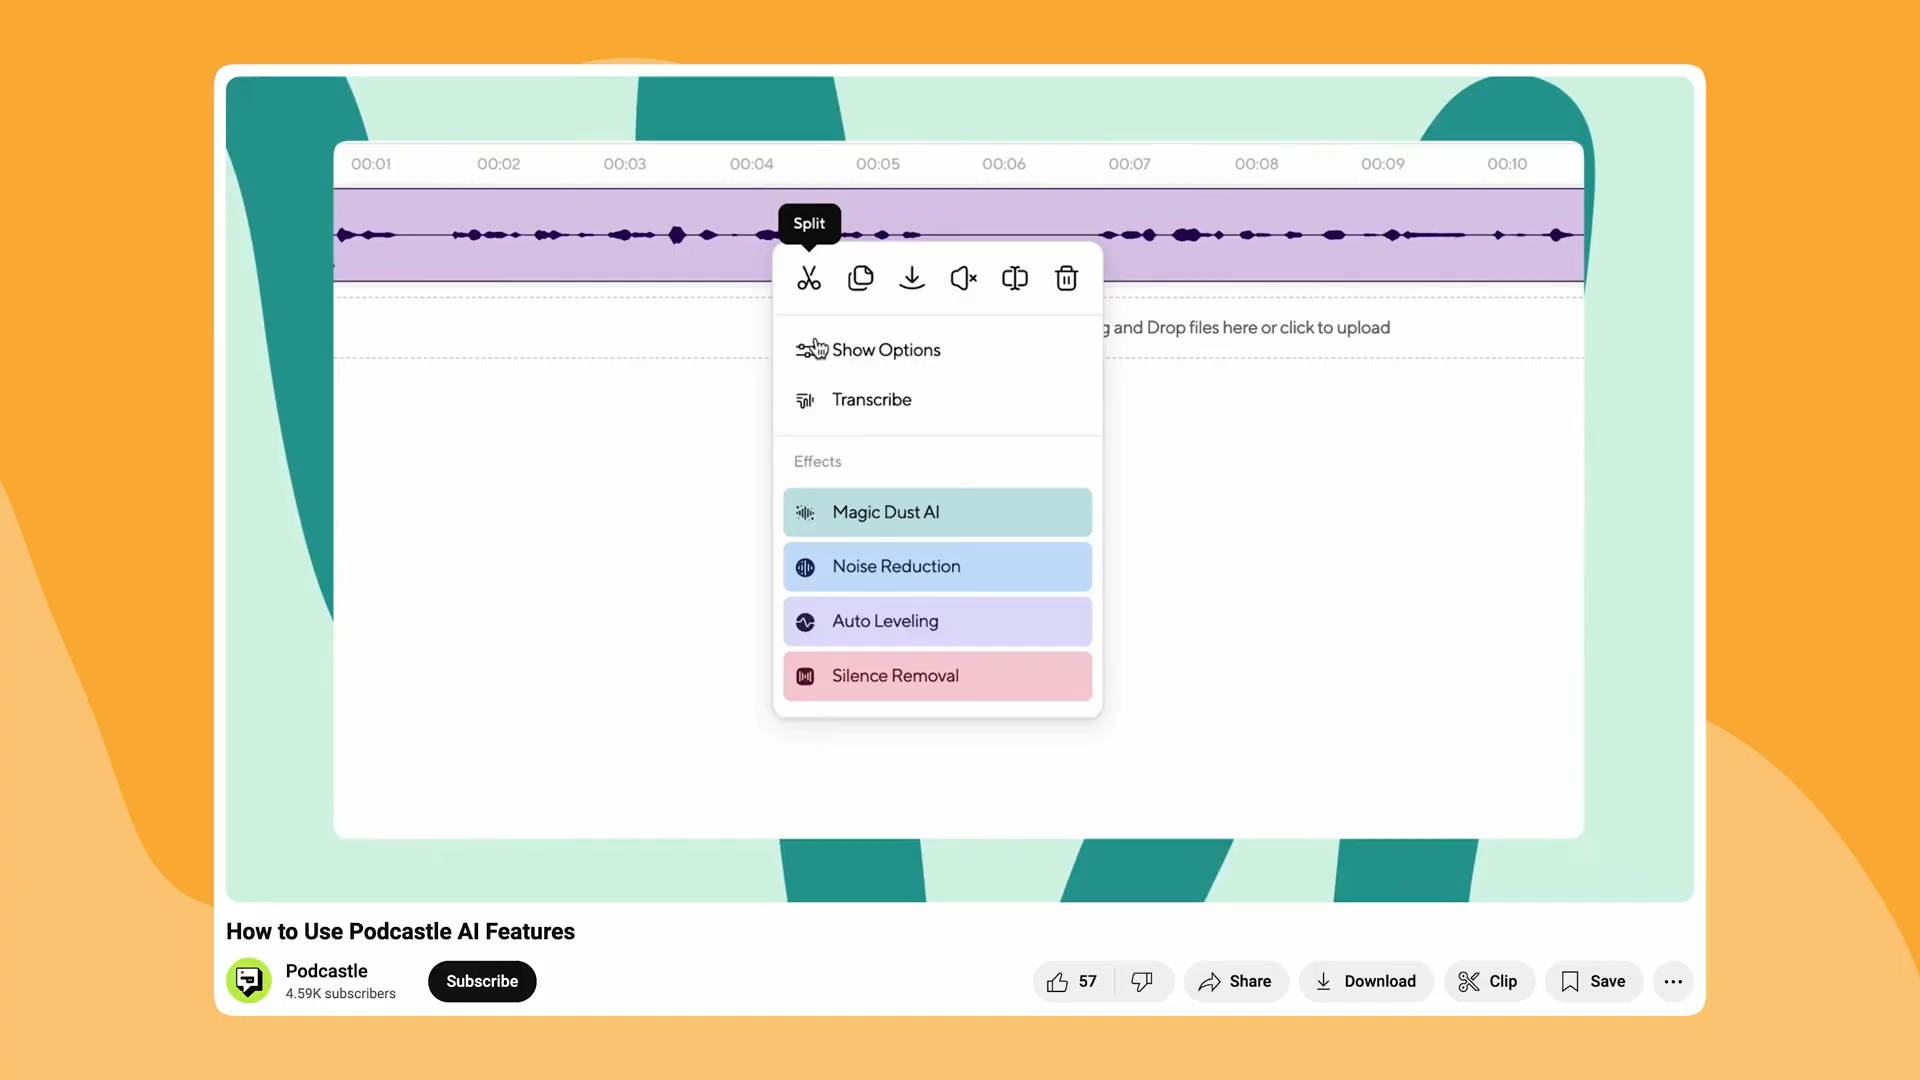 00:01 00:02 00:03 00:04 00:05 00:06 00:07 00:08 00:09 00:10
Split
and Drop files here or click to upload
Show Options
Transcribe
Effects
Magic Dust AI
Noise Reduction
Auto Leveling
Silence Removal
How to Use Podcastle AI Features
Podcastle
4.59K subscribers
Subscribe
57
Share
Download
Clip
Save